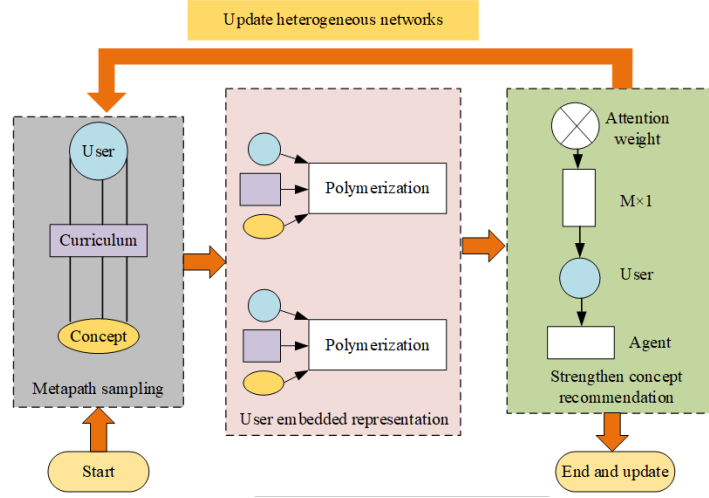 Update heterogeneous networks
User
Curriculum
Concept
Metapath sampling
Polymerization
Polymerization
User embedded representation
Attention
weight
M×1
User
Agent
Strengthen concept
recommendation
Start
End and update